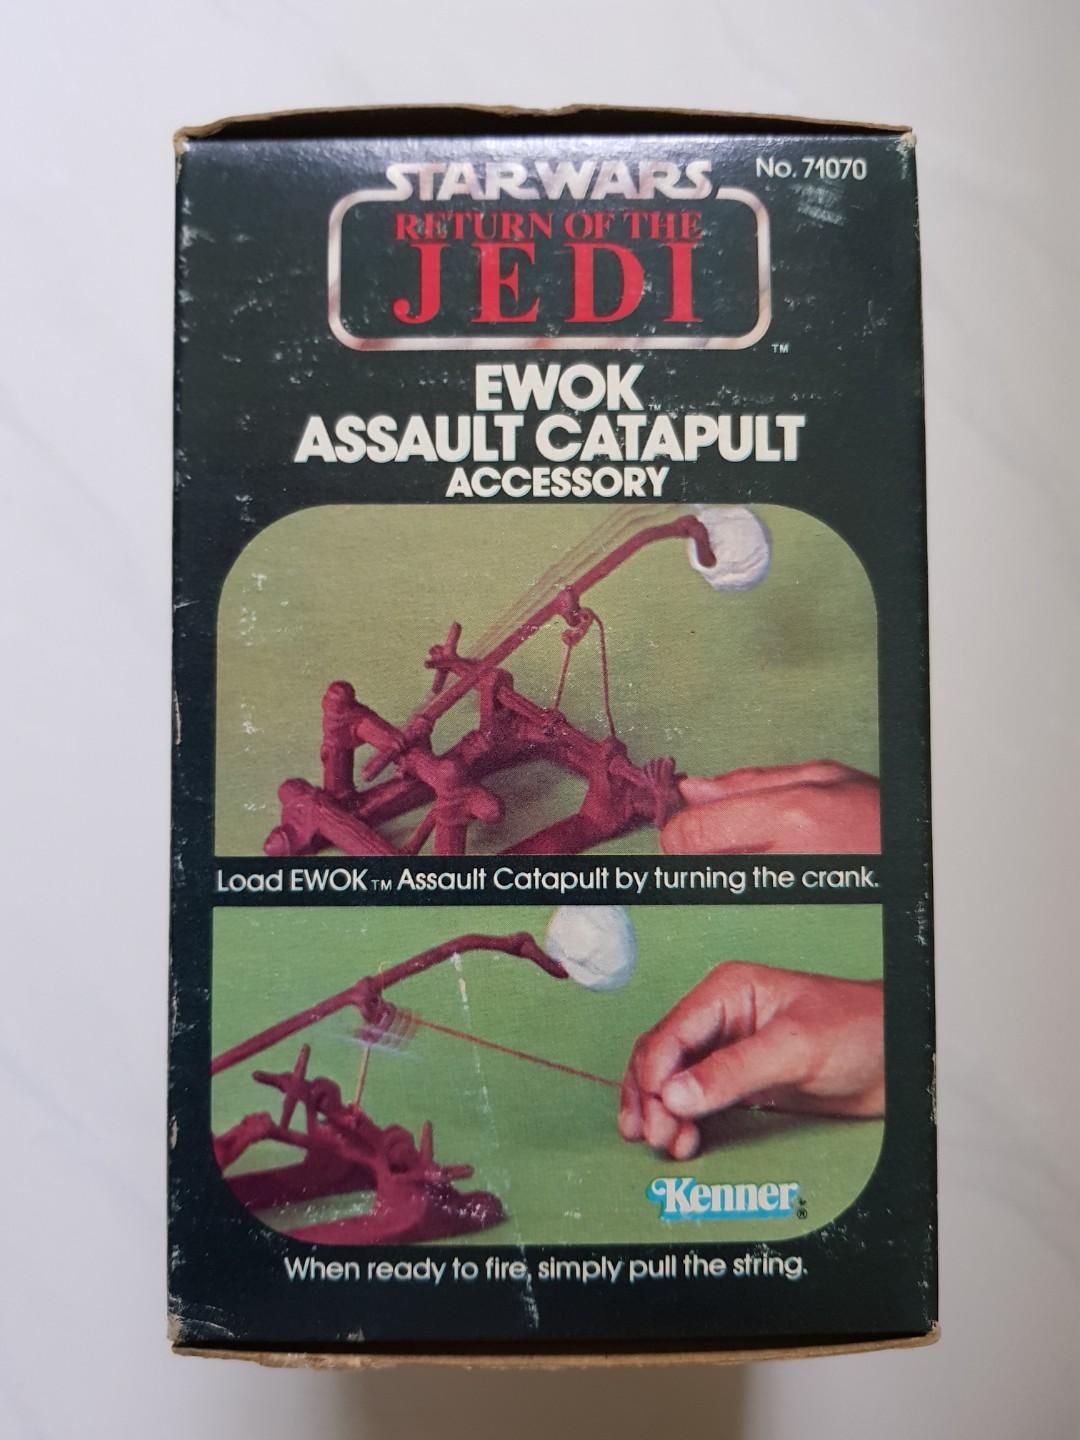 STAR WARS
No. 71070
RETURN OF THE
JEDI
TM
EWOK TM
ASSAULT CATAPULT
ACCESSORY
Load EWOK TM Assault Catapult by turning the crank.
Kenner ®
When ready to fire, simply pull the string.